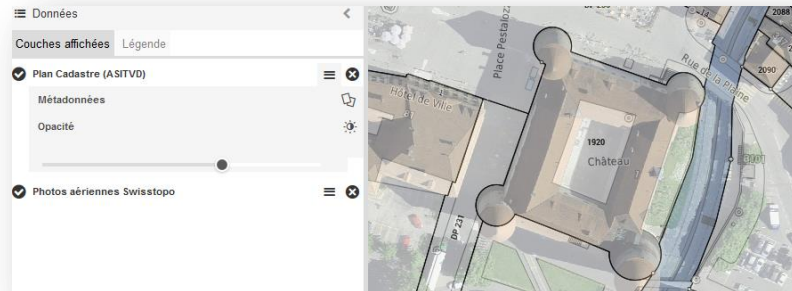 Données
Couches affichées Légende
Plan Cadastre (ASITVD)
Métadonnées
Opacité
Photos aériennes Swisstopo
Place Pestalozz
2088
Rue de la Plaine
2090
Hôtel de Ville
1920
Château
DP 231